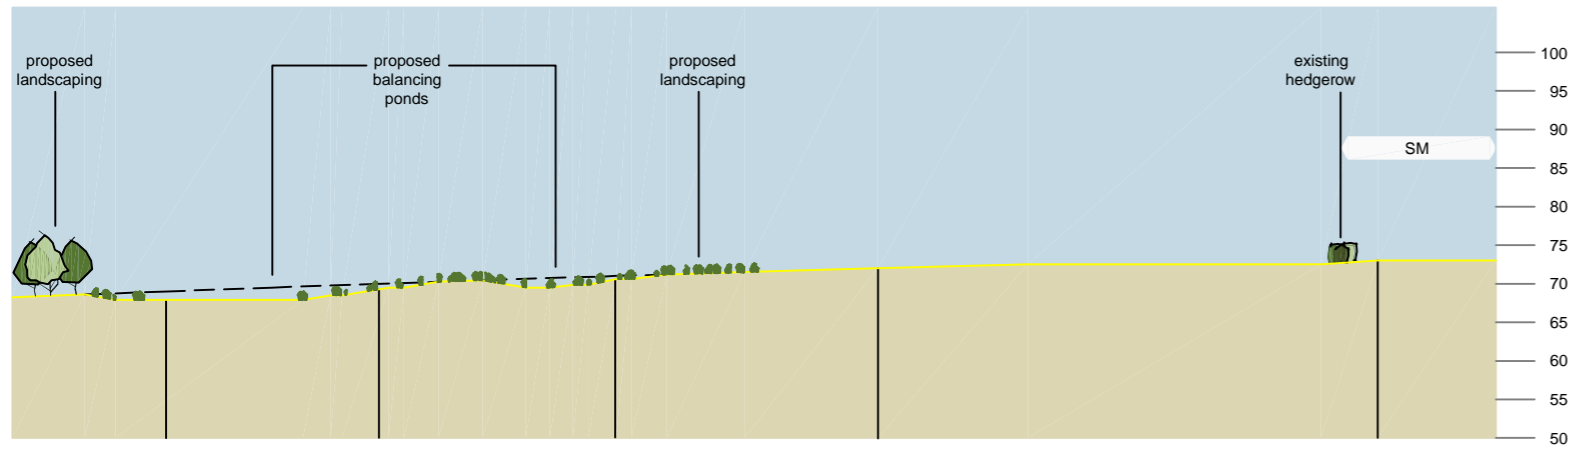 proposed
landscaping
proposed
balancing
ponds
proposed
landscaping
existing
hedgerow
SM
100
95
90
85
80
75
70
65
60
55
50